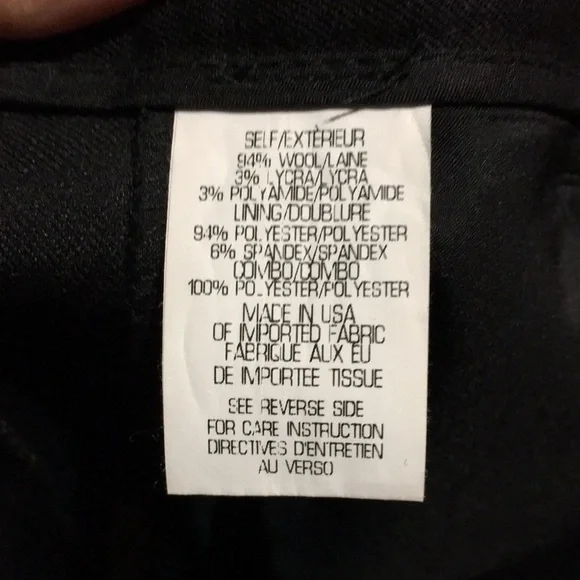 SELF/EXTÈRIEUR
94% WOOL/LAINE
3% LYCRA/LYCRA
3% POLYAMIDE/POLYAMIDE
LINING/DOUBLURE
94% POLYESTER/POLYESTER
6% SPANDEX/SPANDEX
COMBO/COMBO
100% POLYESTER/POLYESTER
MADE IN USA
OF IMPORTED FABRIC
FABRIQUE AUX EU
DE IMPORTEE TISSUE
SEE REVERSE SIDE
FOR CARE INSTRUCTION
DIRECTIVES D'ENTRETIEN
AU VERSO